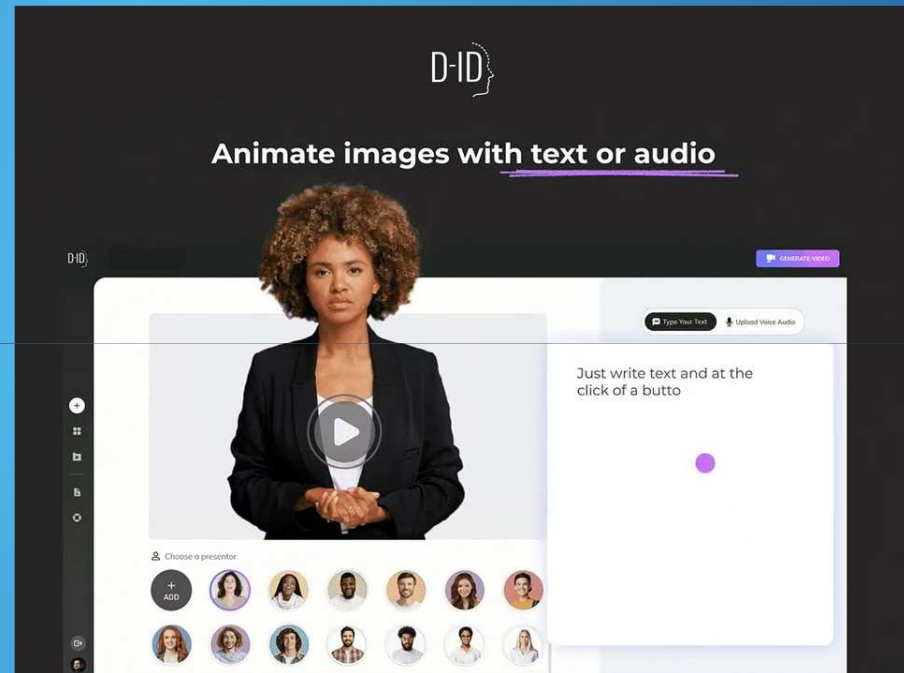 D-ID
Animate images with text or audio
D-ID
GENERATE VIDEO
Type Your Text
Upload Voice Audio
Just write text and at the
click of a butto
Choose a presenter
+
ADD